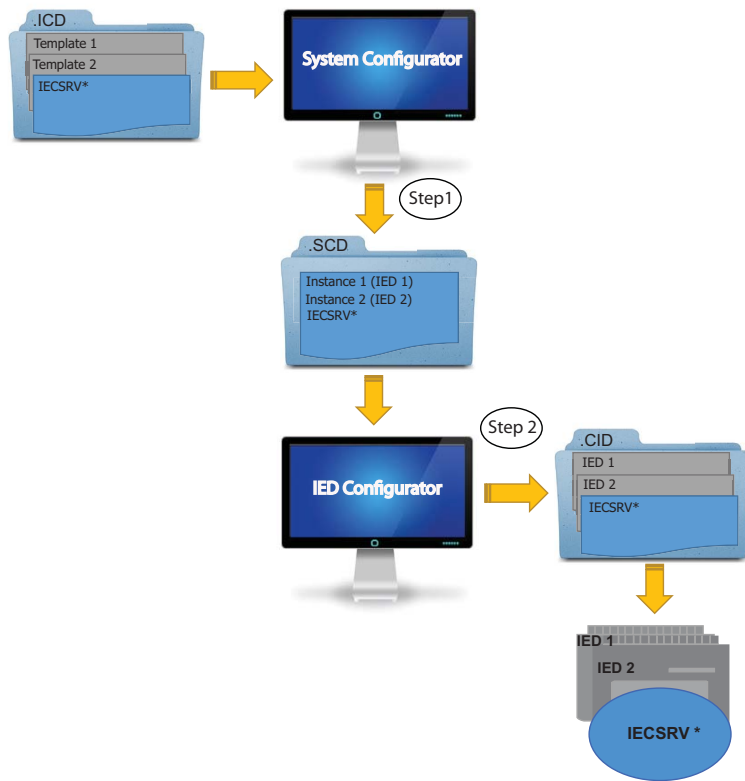 .ICD
Template 1
Template 2
IECSRV*
System Configurator
Step1
.SCD
Instance 1 (IED 1)
Instance 2 (IED 2)
IECSRV*
IED Configurator
Step 2
.CID
IED 1
IED 2
IECSRV*
IED 1
IED 2
IECSRV *